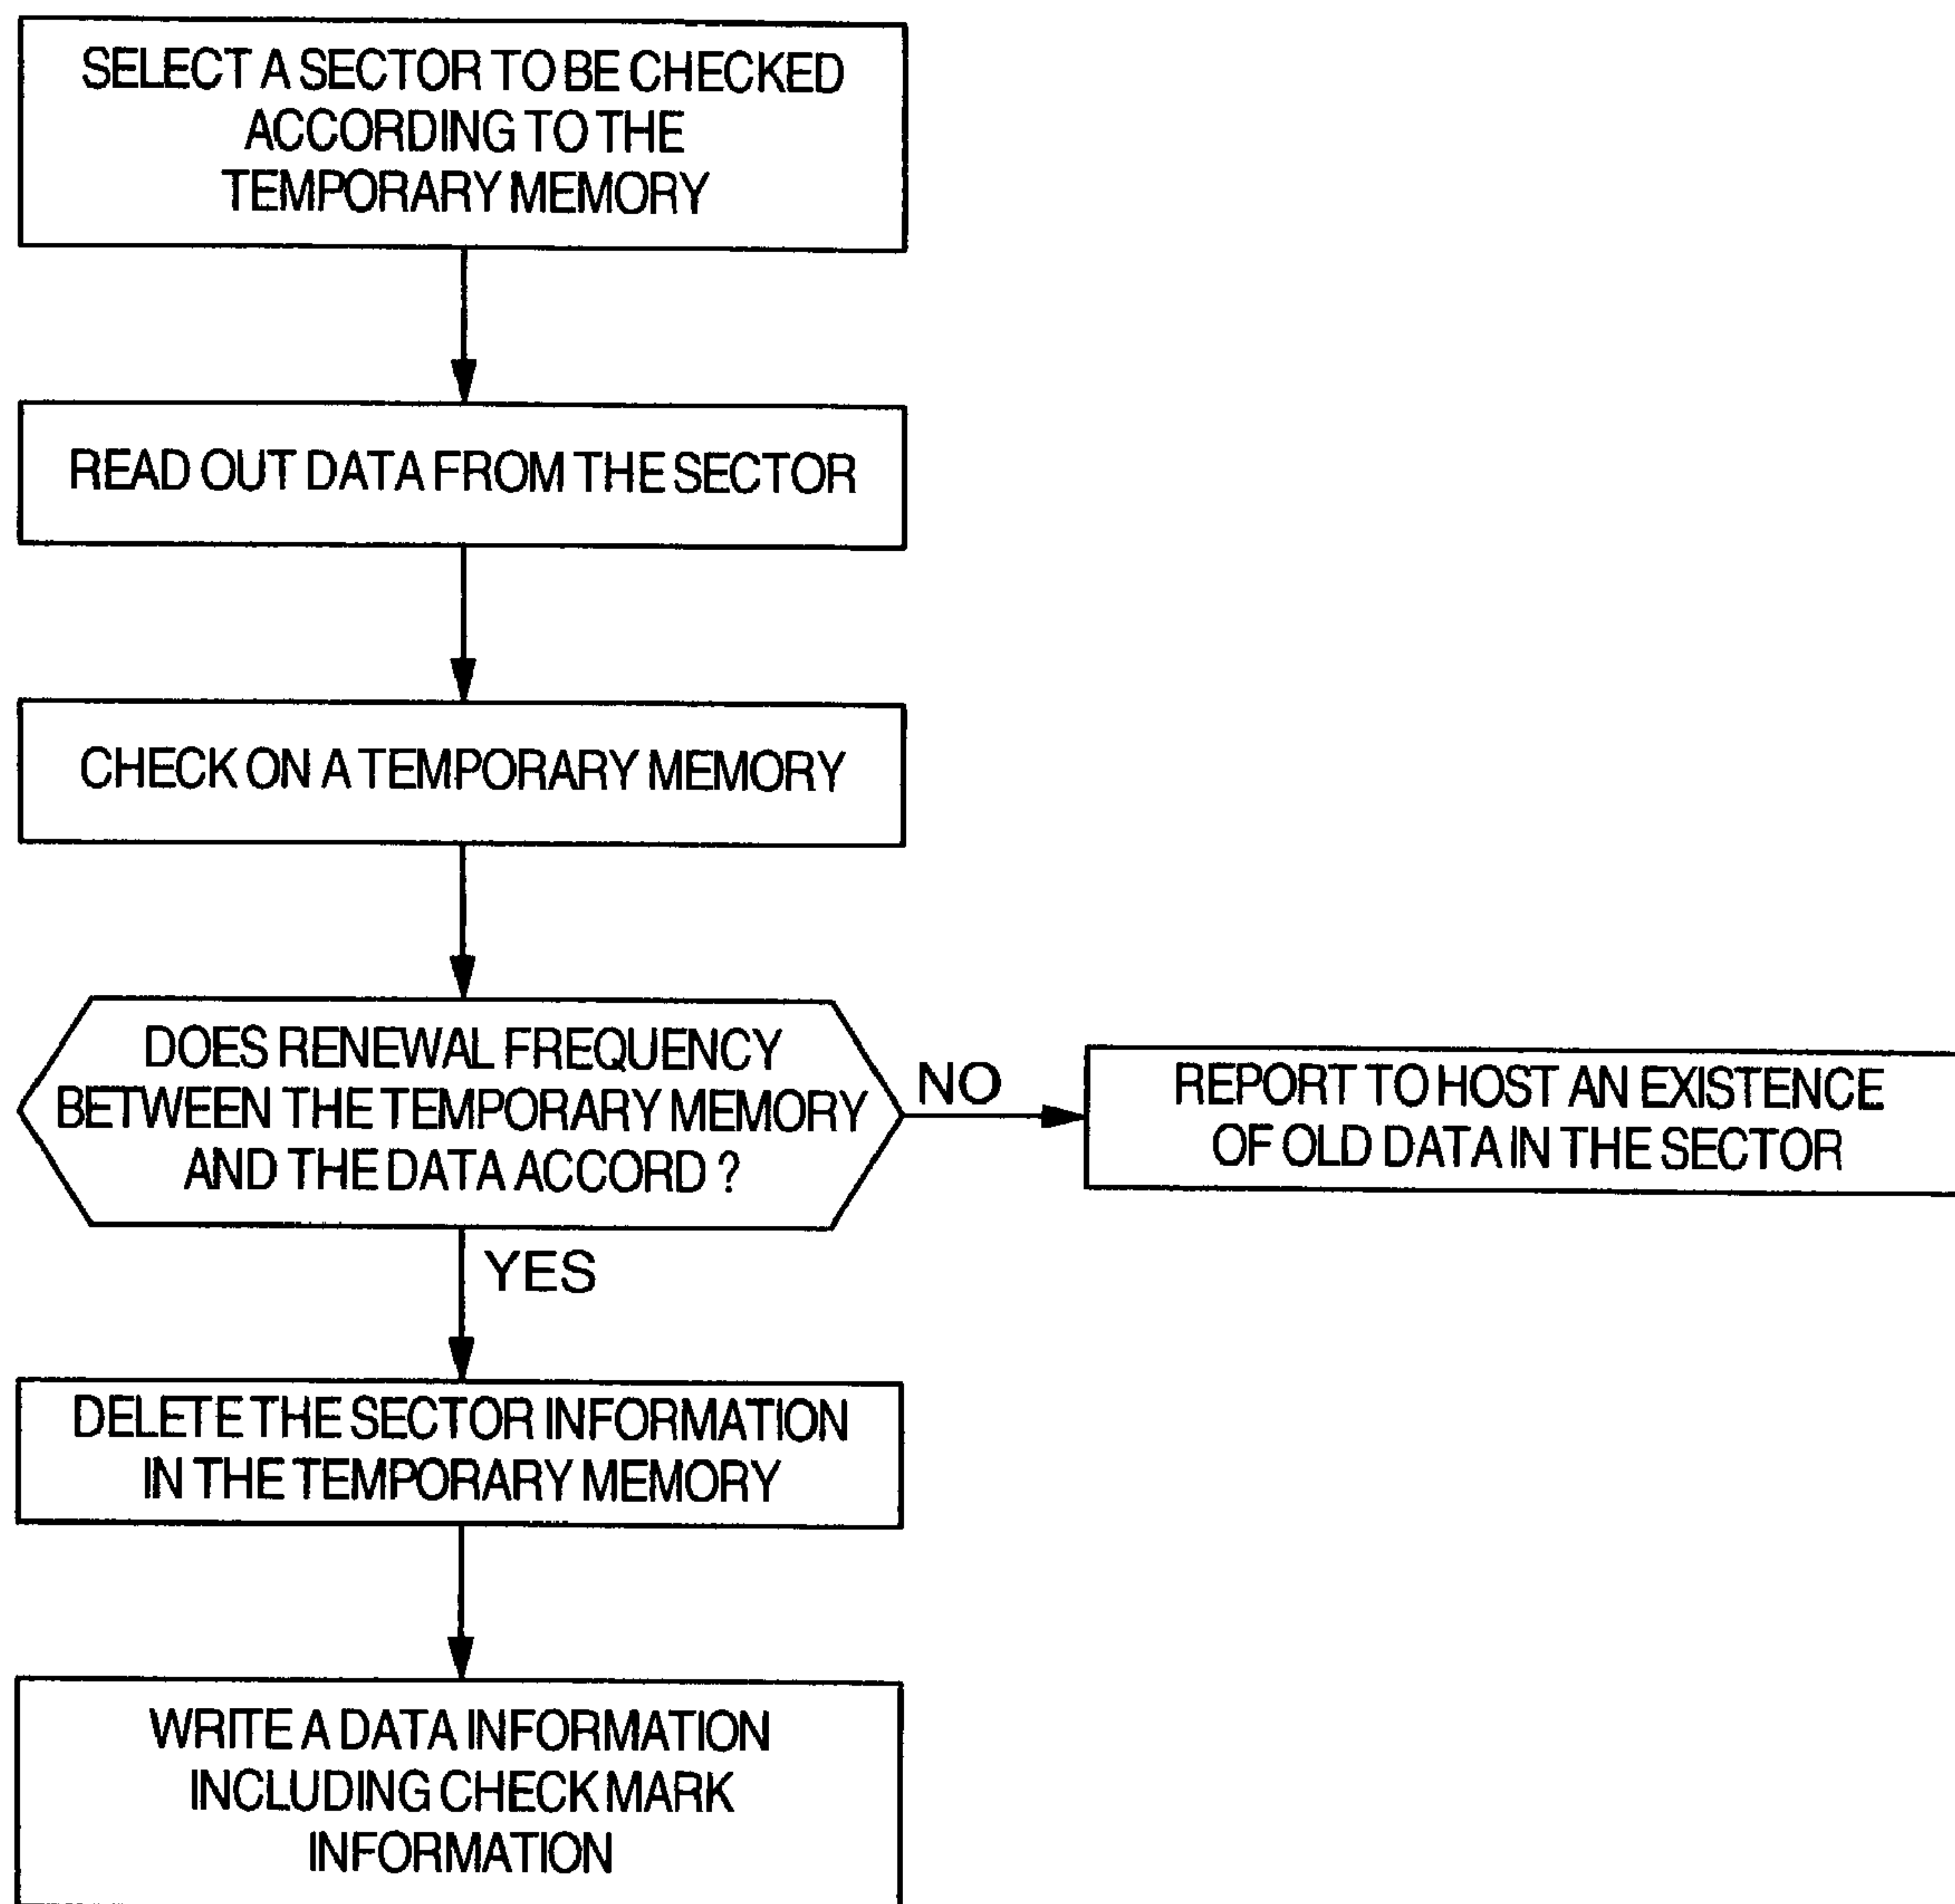 SELECT A SECTOR TO BE CHECKED
ACCORDING TO THE
TEMPORARY MEMORY
READ OUT DATA FROM THE SECTOR
CHECK ON A TEMPORARY MEMORY
DOES RENEWAL FREQUENCY
BETWEEN THE TEMPORARY MEMORY
AND THE DATA ACCORD ?
NO
REPORT TO HOST AN EXISTENCE
OF OLD DATA IN THE SECTOR
YES
DELETE THE SECTOR INFORMATION
IN THE TEMPORARY MEMORY
WRITE A DATA INFORMATION
INCLUDING CHECK MARK
INFORMATION